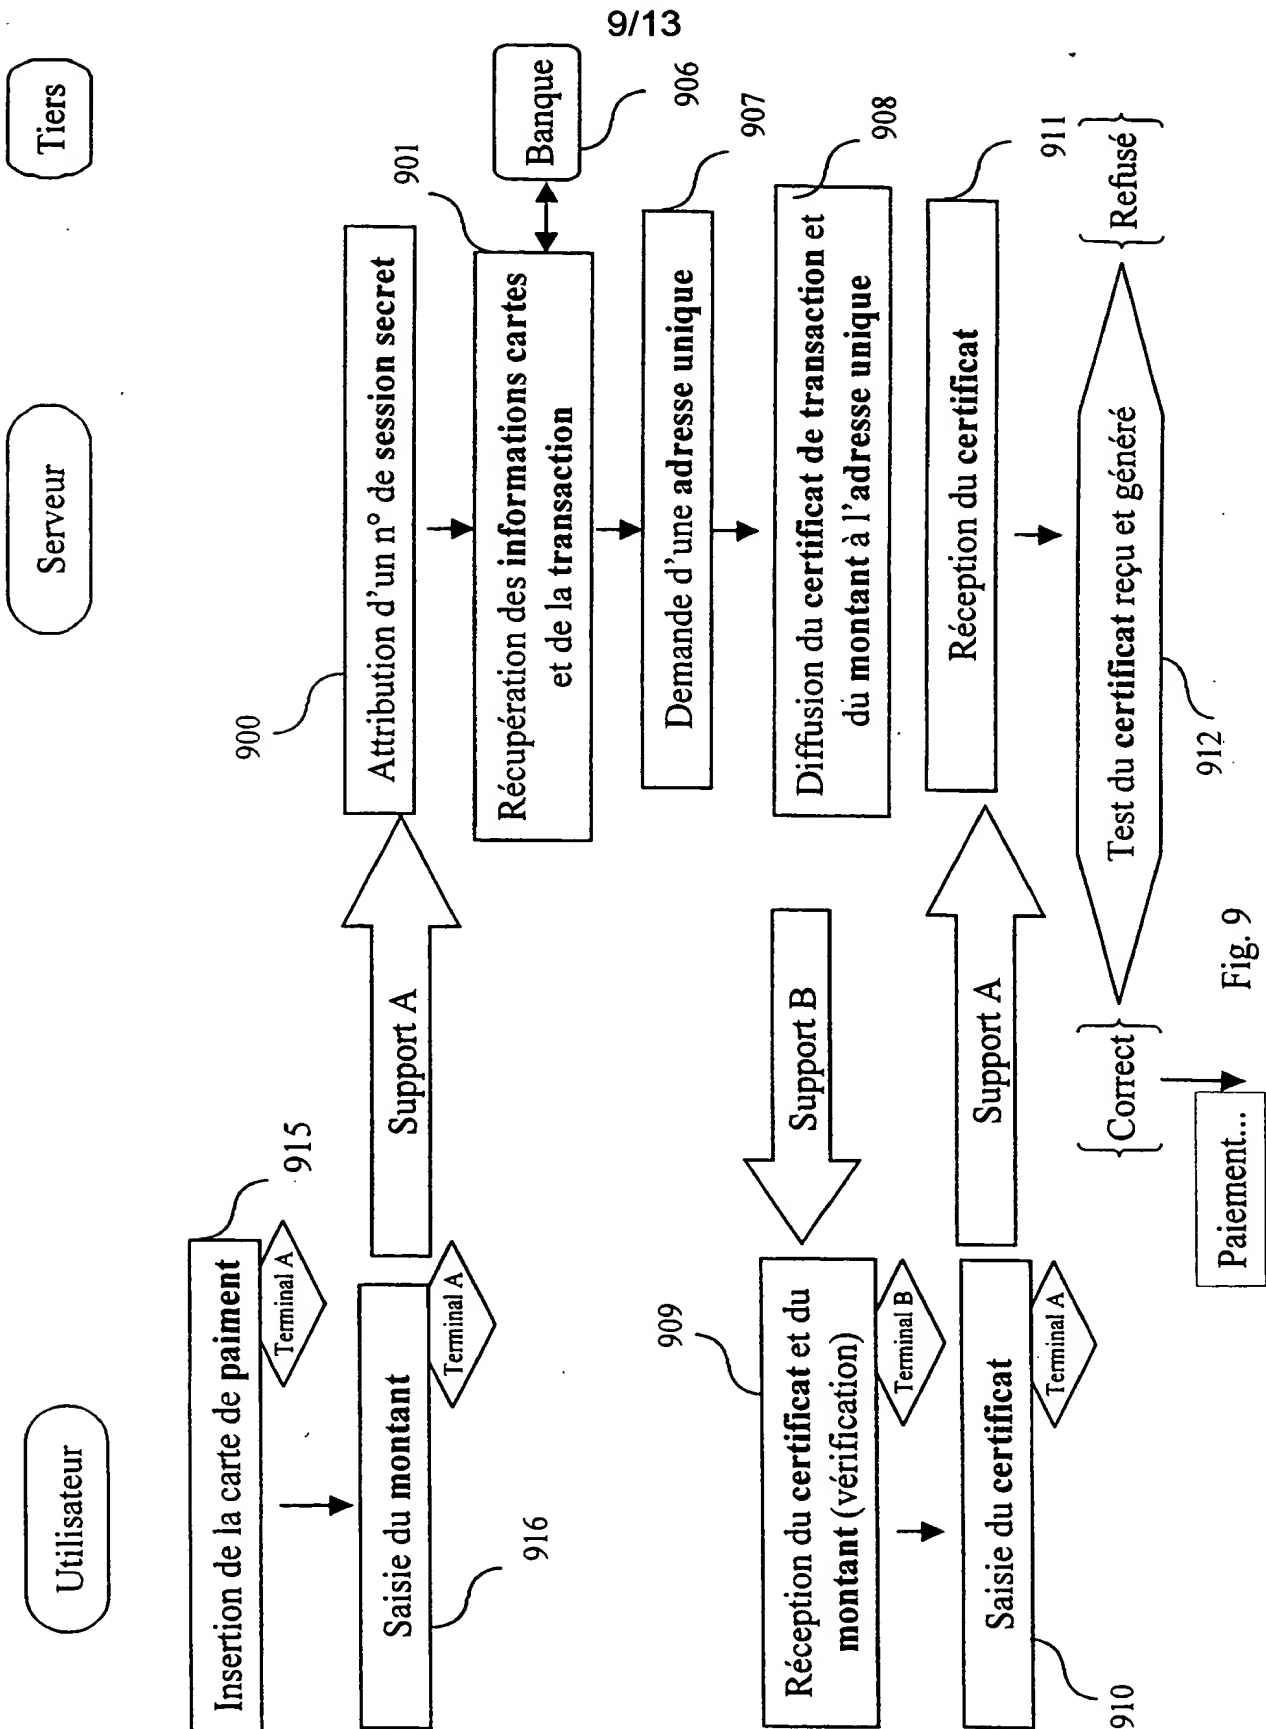 9/13
Utilisateur
Serveur
Tiers
Insertion de la carte de paiment
915
Terminal A
Saisie du montant
916
Terminal A
Support A
900
Attribution d'un n° de session secret
901
Récupération des informations cartes
et de la transaction
Banque
906
Demande d'une adresse unique
907
Diffusion du certificat de transaction et
du montant à l'adresse unique
908
Support B
909
Réception du certificat et du
montant (vérification)
Terminal B
Saisie du certificat
910
Terminal A
Support A
Réception du certificat
911
Test du certificat reçu et généré
912
Correct
Refusé
Paiement...
Fig. 9